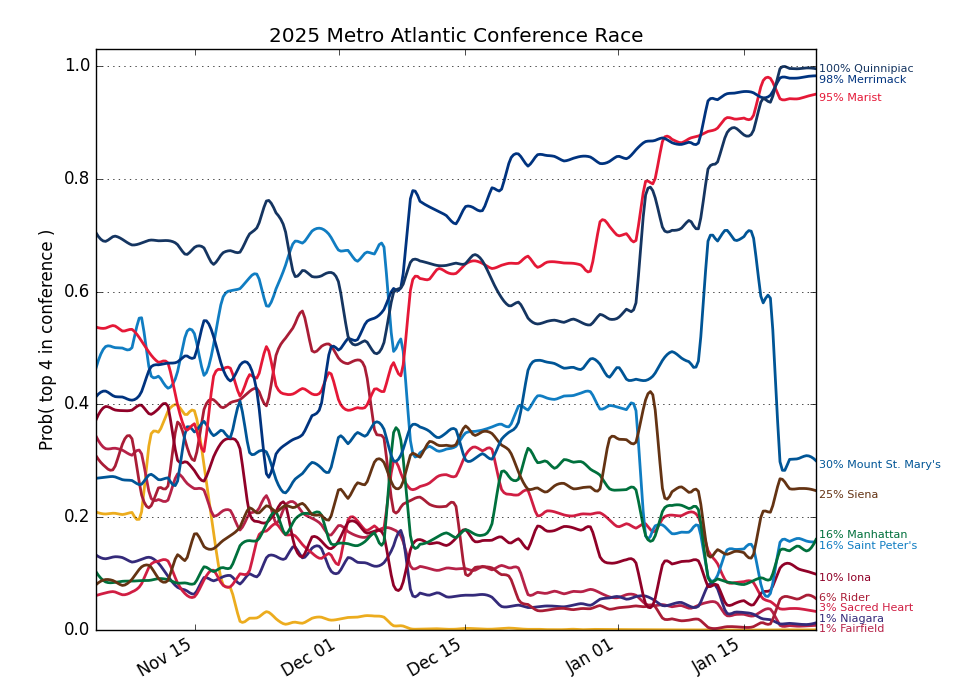 2025 Metro Atlantic Conference Race
Prob( top 4 in conference )
1.0
0.8
0.6
0.4
0.2
0.0
Nov 15
Dec 01
Dec 15
Jan 01
Jan 15
100% Quinnipiac
98% Merrimack
95% Marist
30% Mount St. Mary's
25% Siena
16% Manhattan
16% Saint Peter's
10% Iona
6% Rider
3% Sacred Heart
1% Niagara
1% Fairfield